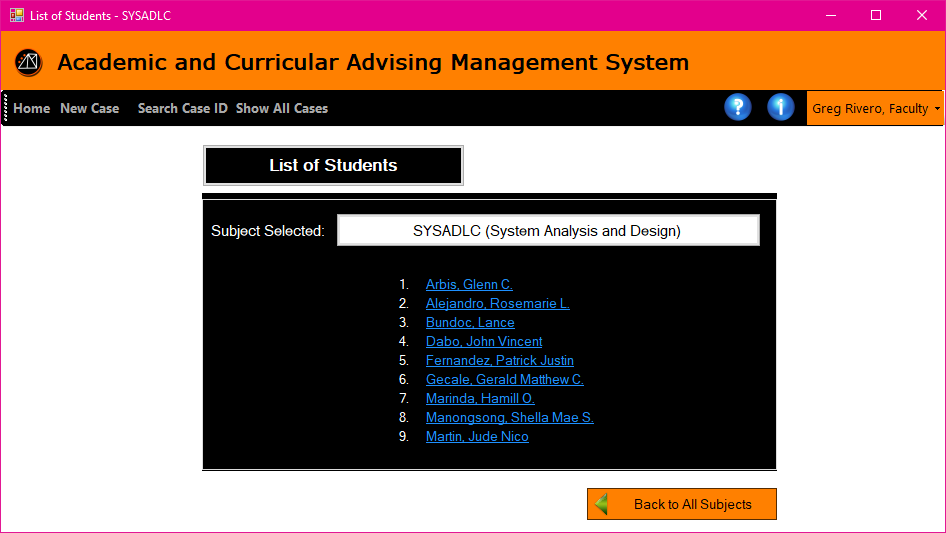 List of Students - SYSADLC
Academic and Curricular Advising Management System
Home New Case Search Case ID Show All Cases ? i Greg Rivero, Faculty
List of Students
Subject Selected: SYSADLC (System Analysis and Design)
1. Arbis, Glenn C.
2. Alejandro, Rosemarie L.
3. Bundoc, Lance
4. Dabo, John Vincent
5. Fernandez, Patrick Justin
6. Gecale, Gerald Matthew C.
7. Marinda, Hamill O.
8. Manongsong, Shella Mae S.
9. Martin, Jude Nico
Back to All Subjects